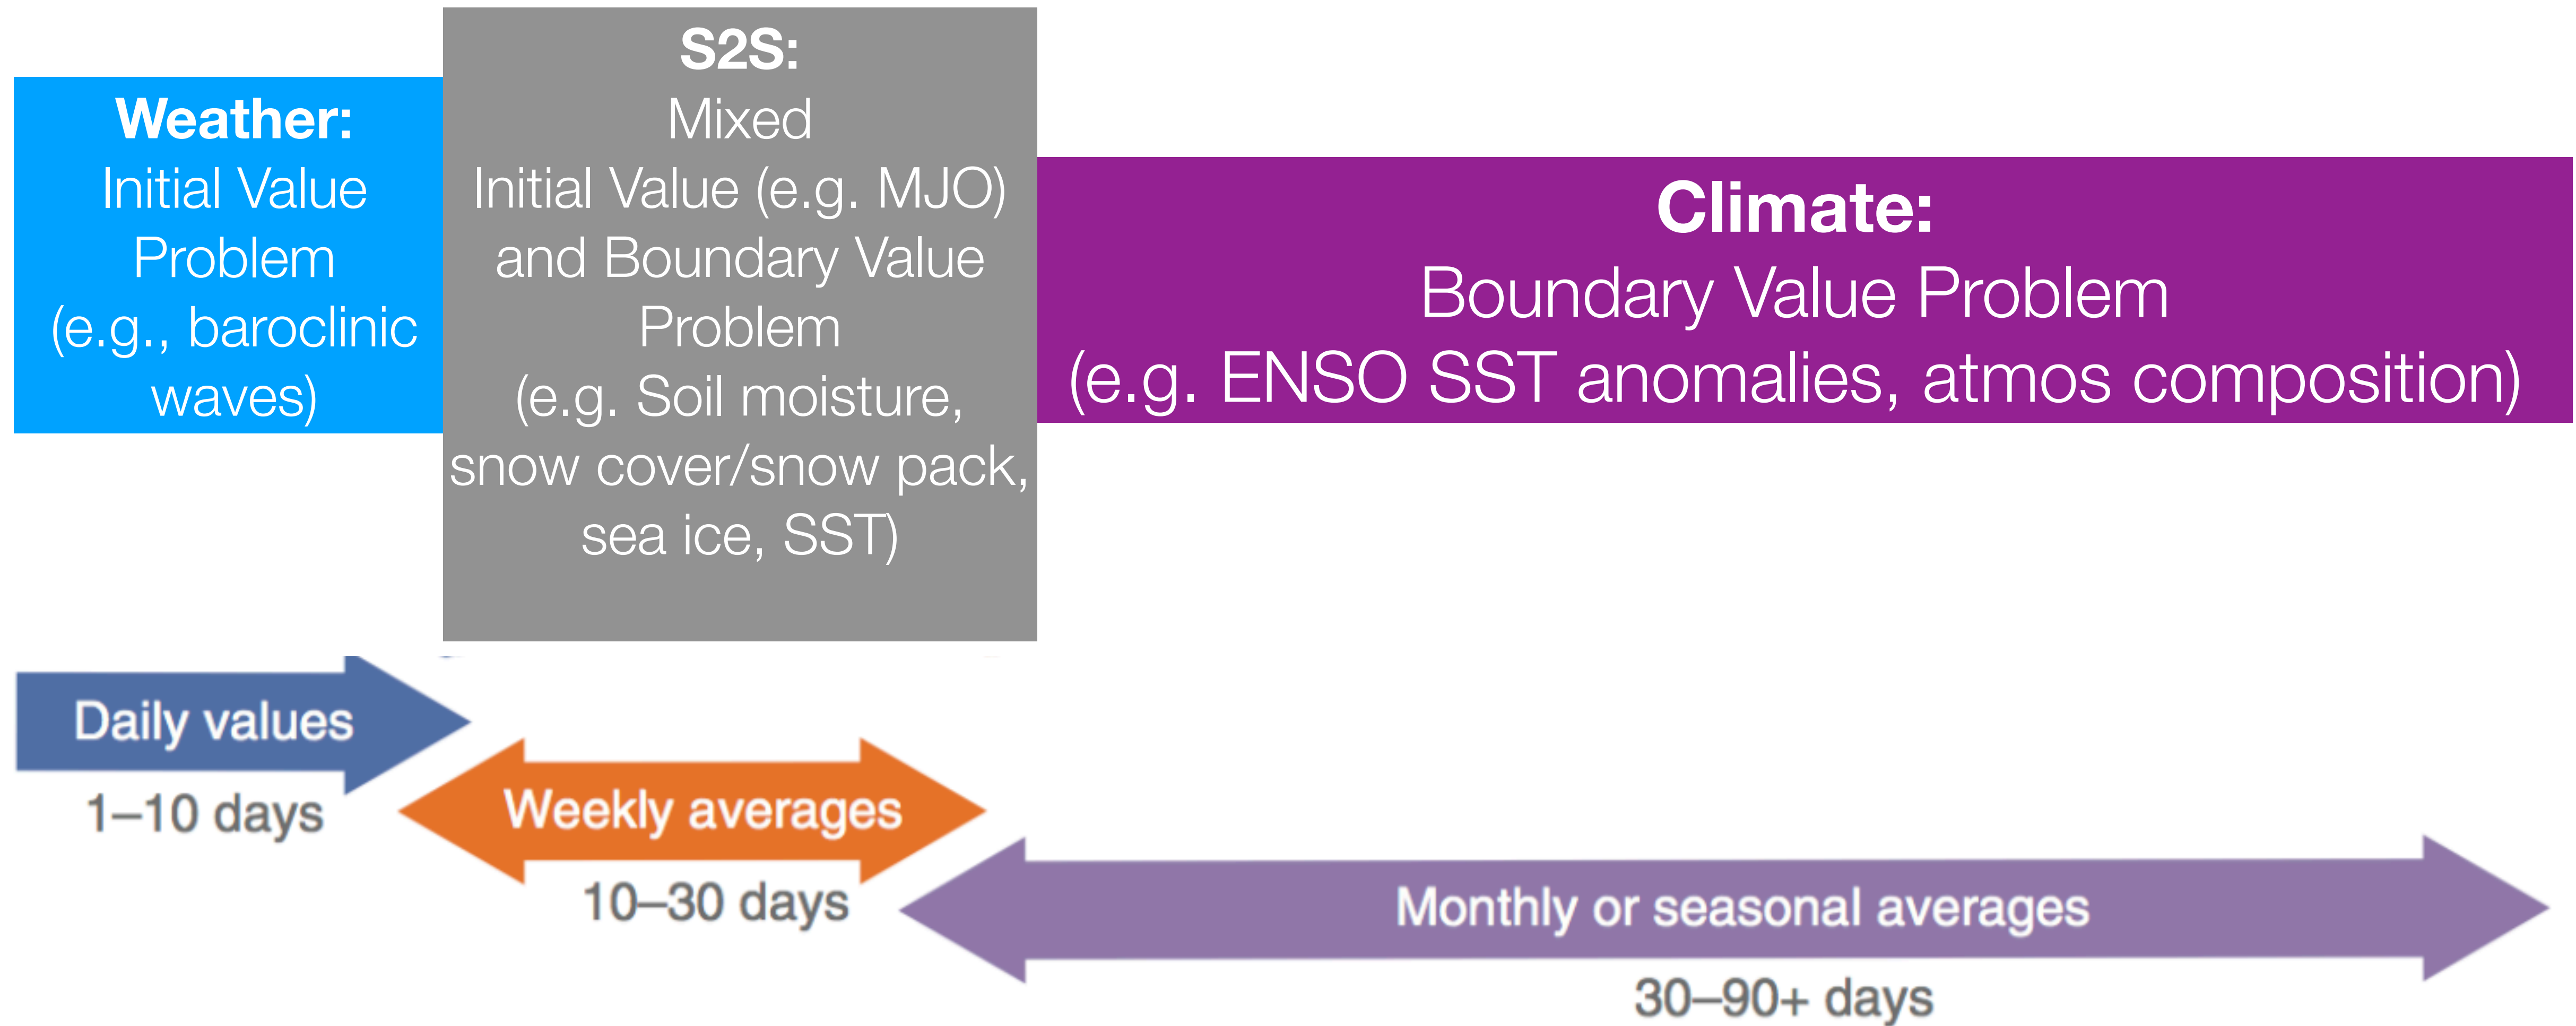 S2S:
Mixed
Initial Value (e.g. MJO)
and Boundary Value
Problem
(e.g. Soil moisture,
snow cover/snow pack,
sea ice, SST)
Weather:
Initial Value
Problem
(e.g., baroclinic
waves)
Climate:
Boundary Value Problem
(e.g. ENSO SST anomalies, atmos composition)
Daily values
1–10 days
Weekly averages
10–30 days
Monthly or seasonal averages
30–90+ days